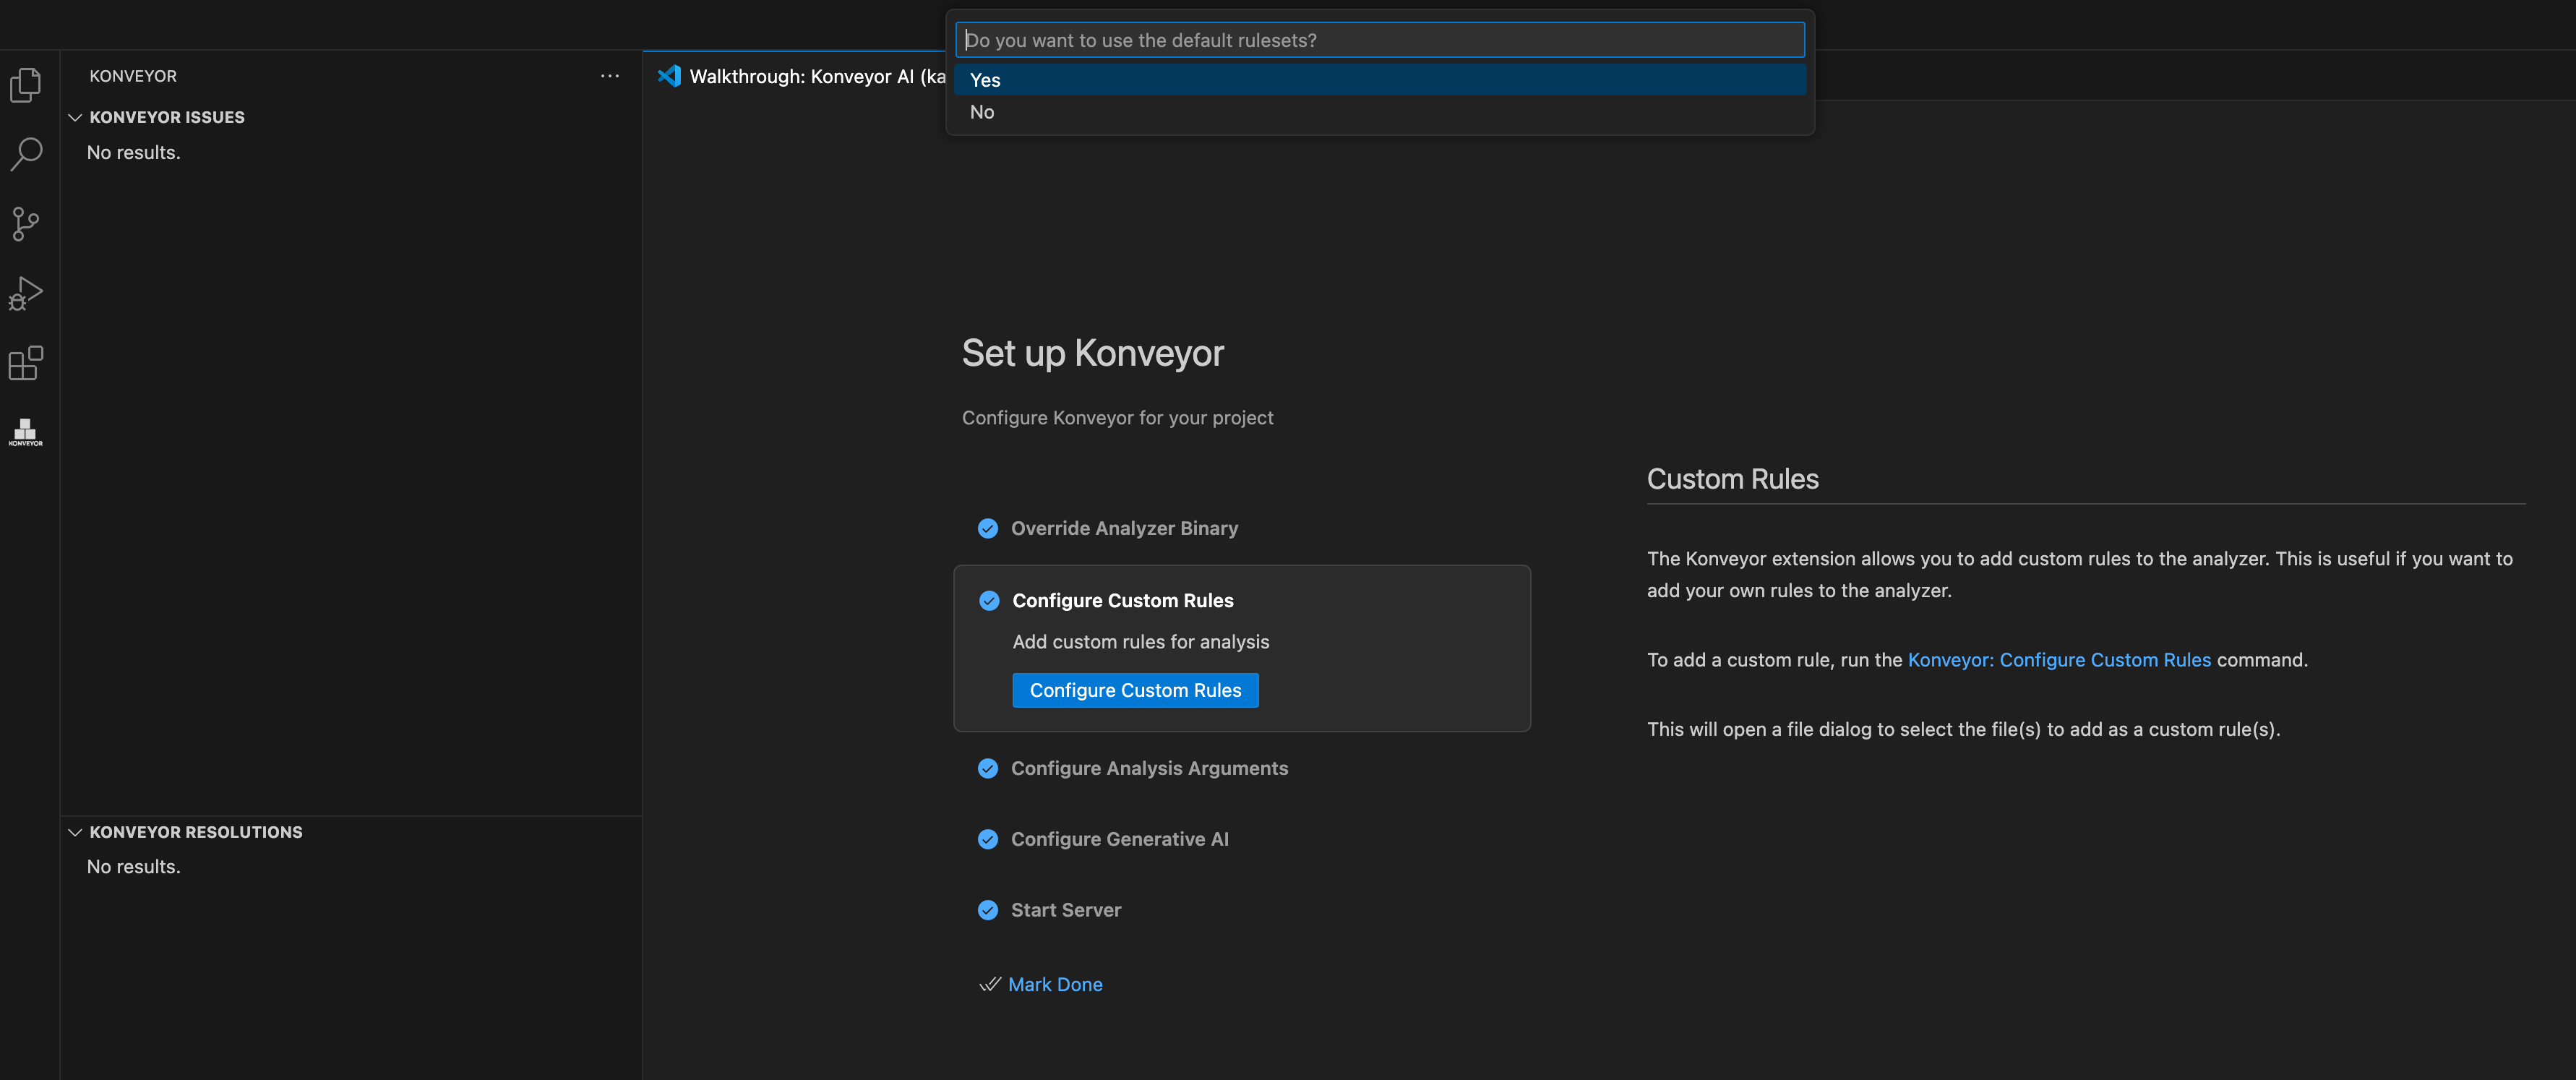 Do you want to use the default rulesets?
Yes
No
KONVEYOR
Walkthrough: Konveyor AI (ka
KONVEYOR ISSUES
No results.
KONVEYOR
Set up Konveyor
Configure Konveyor for your project
Override Analyzer Binary
Configure Custom Rules
Add custom rules for analysis
Configure Custom Rules
Configure Analysis Arguments
Configure Generative AI
Start Server
Mark Done
Custom Rules
The Konveyor extension allows you to add custom rules to the analyzer. This is useful if you want to
add your own rules to the analyzer.
To add a custom rule, run the Konveyor: Configure Custom Rules command.
This will open a file dialog to select the file(s) to add as a custom rule(s).
KONVEYOR RESOLUTIONS
No results.